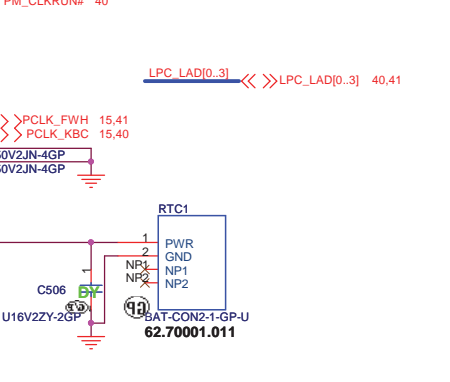 PM_CLKRUN# 40
LPC_LAD[0..3]
LPC_LAD[0..3] 40,41
PCLK_FWH 15,41
PCLK_KBC 15,40
50V2JN-4GP
50V2JN-4GP
RTC1
1 PWR
2 GND
NP1 NP1
NP2 NP2
1
C506 DY
U16V2ZY-2GP
BAT-CON2-1-GP-U
62.70001.011